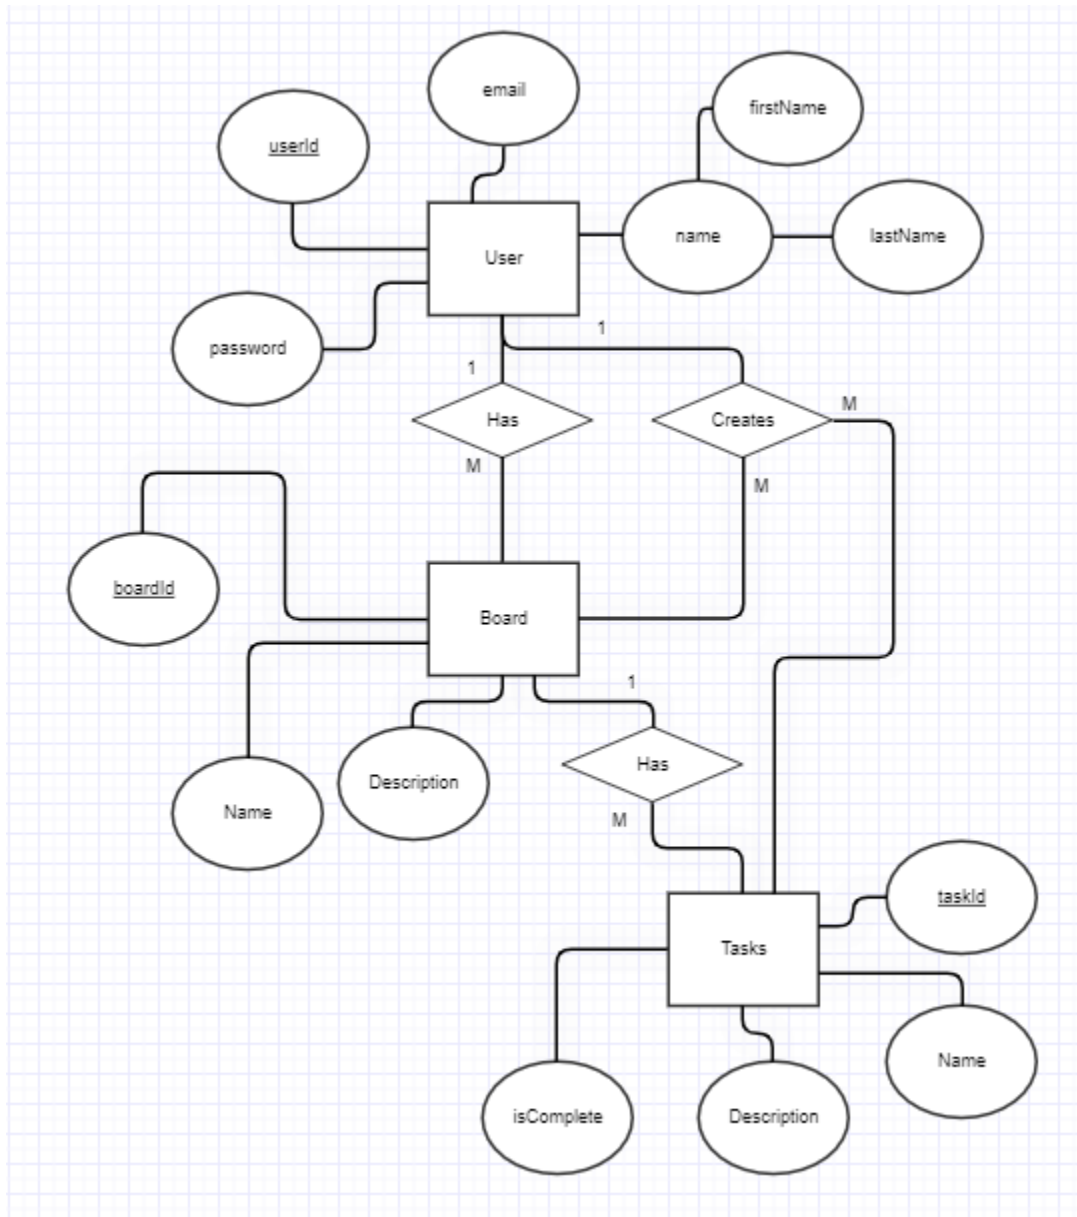 email
firstName
userId
name
lastName
User
password
1
1
Has
Creates
M
M
M
boardId
Board
1
Name
Description
Has
M
taskId
Tasks
Name
isComplete
Description